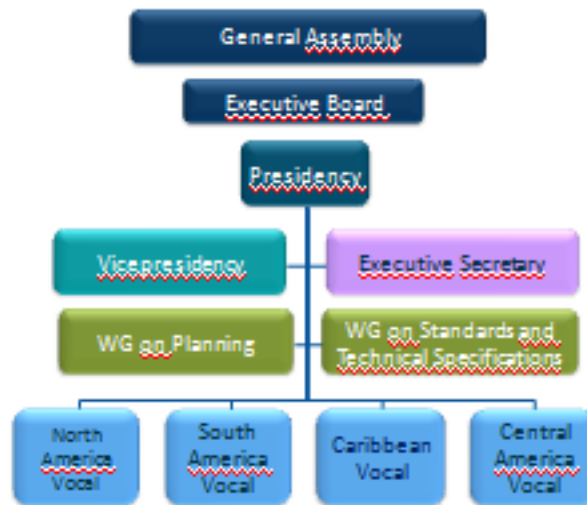 General Assembly
Executive Board
Presidency
Vicepresidency
Executive Secretary
WG on Planning
WG on Standards and
Technical Specifications
North
America
Vocal
South
America
Vocal
Caribbean
Vocal
Central
America
Vocal